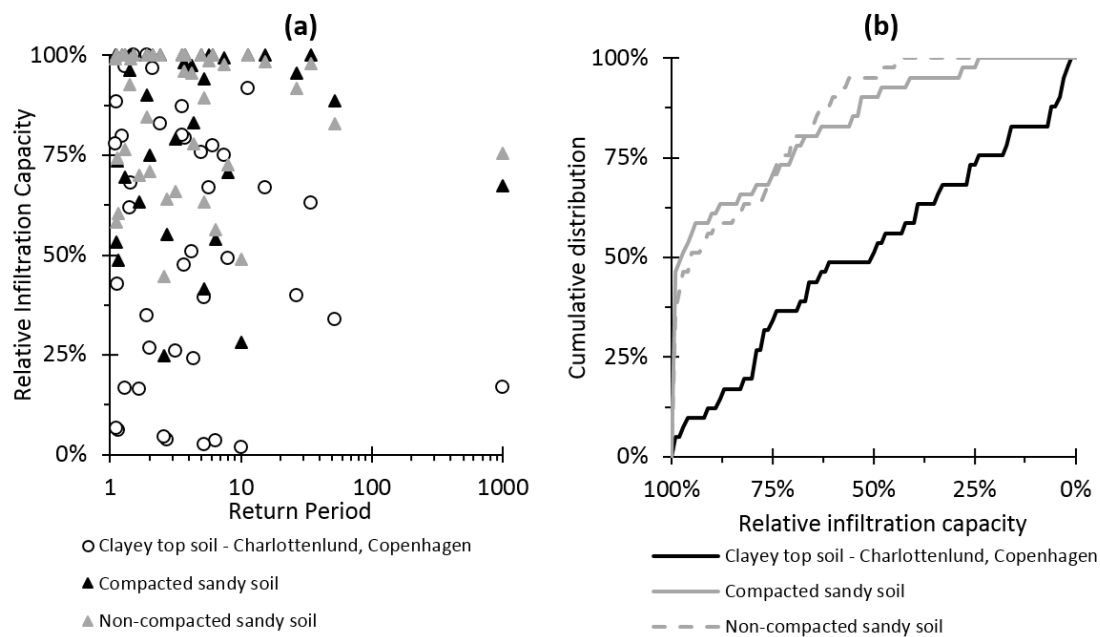 (a)
Relative Infiltration Capacity
100%
75%
50%
25%
0%
1
10
100
1000
Return Period
Clayey top soil - Charlottenlund, Copenhagen
Compacted sandy soil
Non-compacted sandy soil
(b)
Cumulative distribution
100%
75%
50%
25%
0%
100%
75%
50%
25%
0%
Relative infiltration capacity
Clayey top soil - Charlottenlund, Copenhagen
Compacted sandy soil
Non-compacted sandy soil